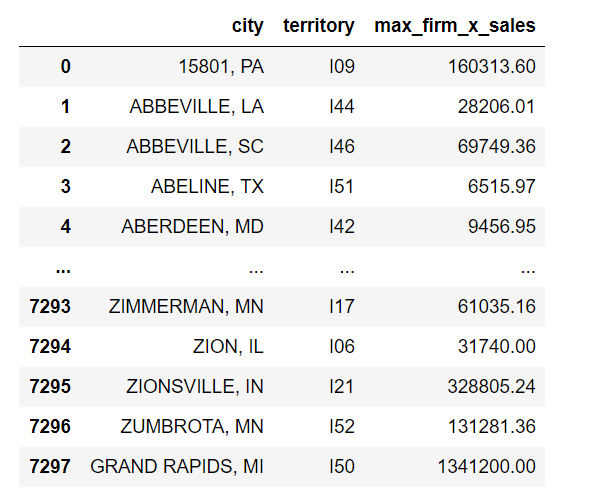 city territory max_firm_x_sales
0 15801, PA I09 160313.60
1 ABBEVILLE, LA I44 28206.01
2 ABBEVILLE, SC I46 69749.36
3 ABELINE, TX I51 6515.97
4 ABERDEEN, MD I42 9456.95
... ... ... ...
7293 ZIMMERMAN, MN I17 61035.16
7294 ZION, IL I06 31740.00
7295 ZIONSVILLE, IN I21 328805.24
7296 ZUMBROTA, MN I52 131281.36
7297 GRAND RAPIDS, MI I50 1341200.00